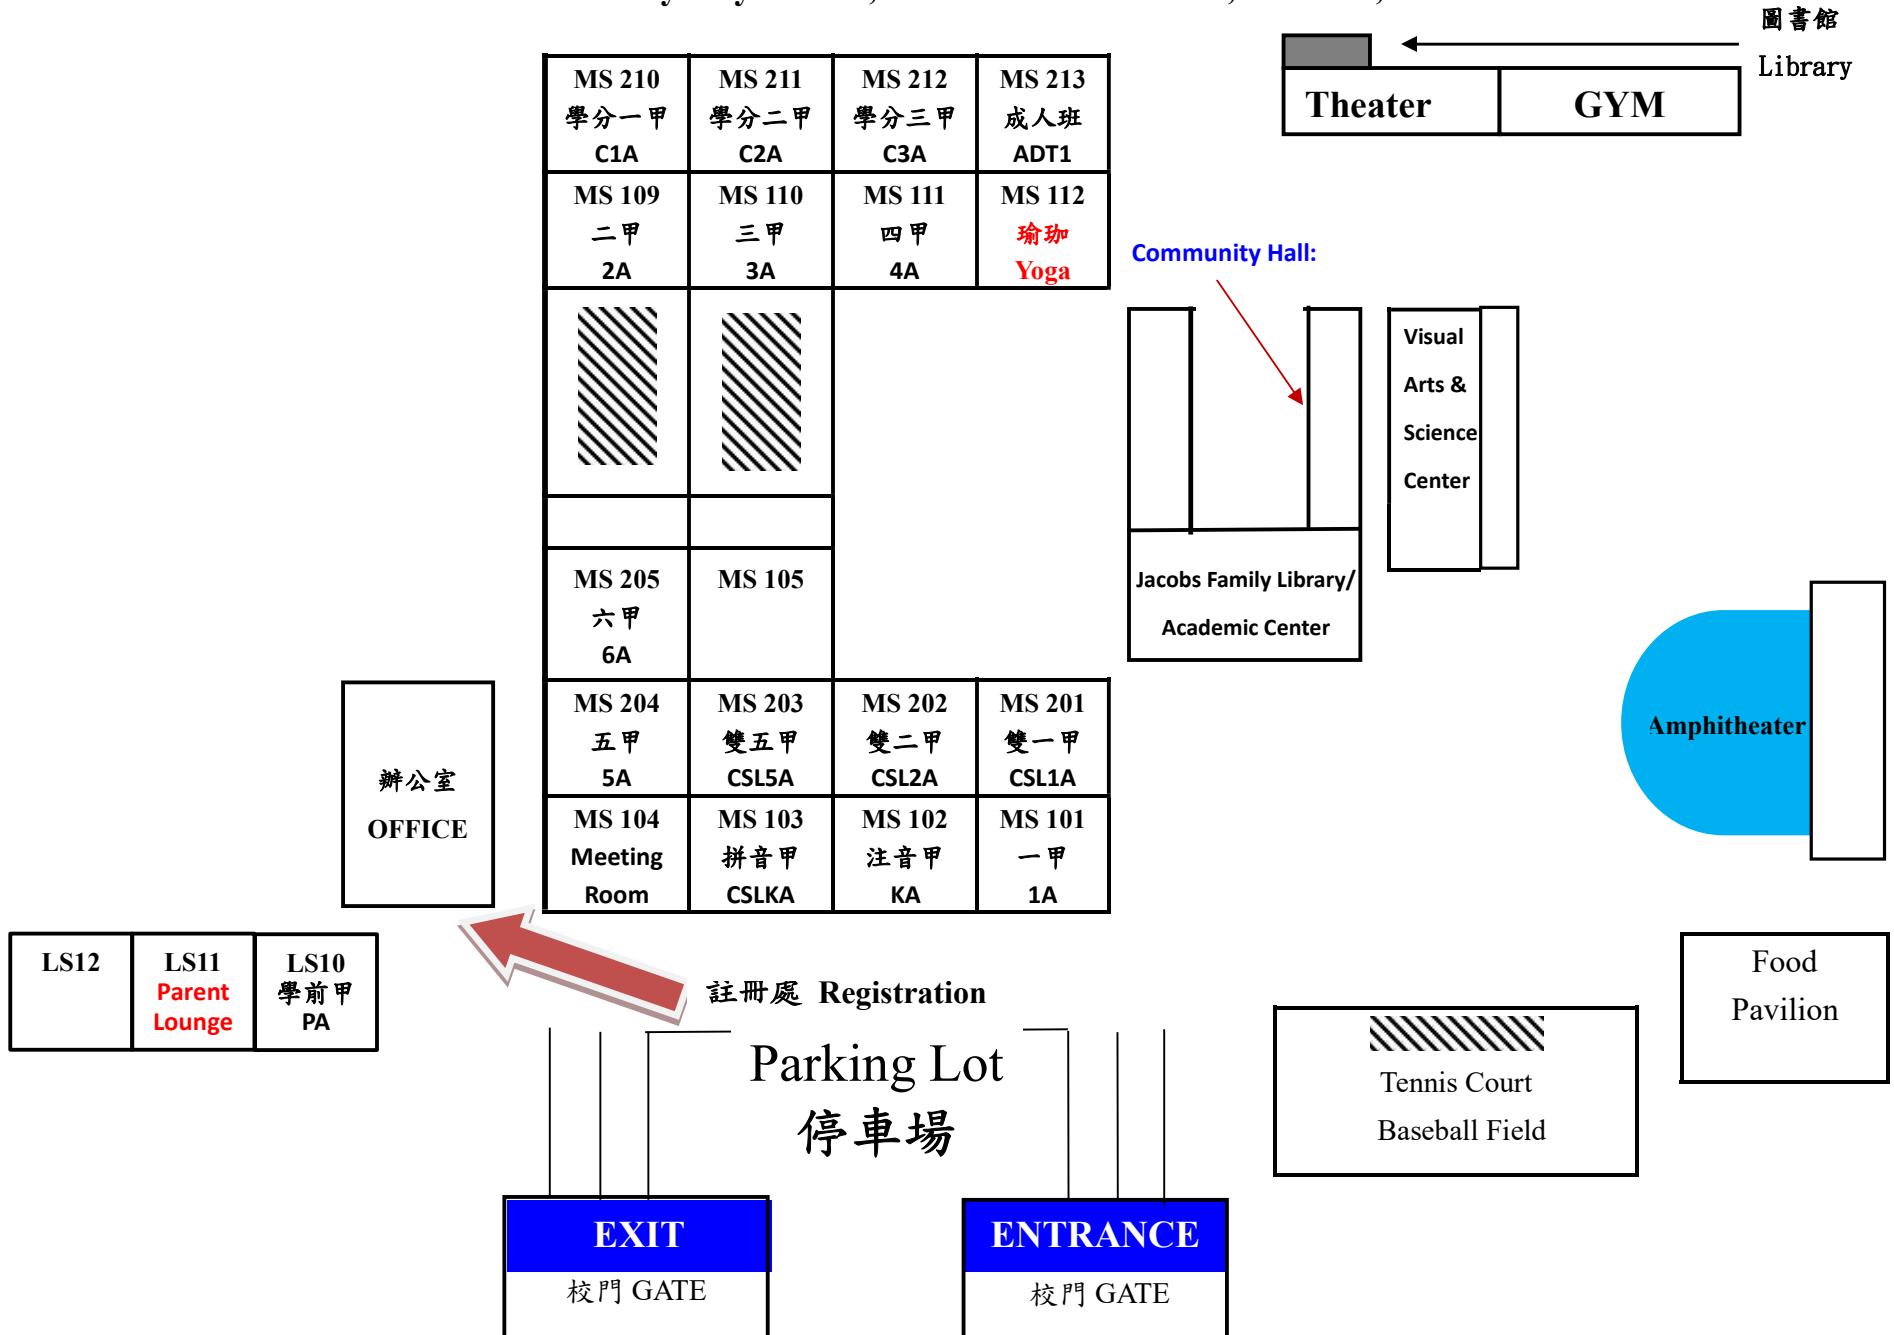 圖書館
Library
Theater
GYM
MS 210
學分一甲
C1A
MS 211
學分二甲
C2A
MS 212
學分三甲
C3A
MS 213
成人班
ADT1
MS 109
二甲
2A
MS 110
三甲
3A
MS 111
四甲
4A
MS 112
瑜珈
Yoga
Community Hall:
Visual
Arts &
Science
Center
Jacobs Family Library/
Academic Center
MS 205
六甲
6A
MS 105
Amphitheater
辦公室
OFFICE
MS 204
五甲
5A
MS 203
雙五甲
CSL5A
MS 202
雙二甲
CSL2A
MS 201
雙一甲
CSL1A
MS 104
Meeting
Room
MS 103
拼音甲
CSLKA
MS 102
注音甲
KA
MS 101
一甲
1A
LS12
LS11
Parent
Lounge
LS10
學前甲
PA
註冊處 Registration
Parking Lot
停車場
Food
Pavilion
Tennis Court
Baseball Field
EXIT
校門 GATE
ENTRANCE
校門 GATE